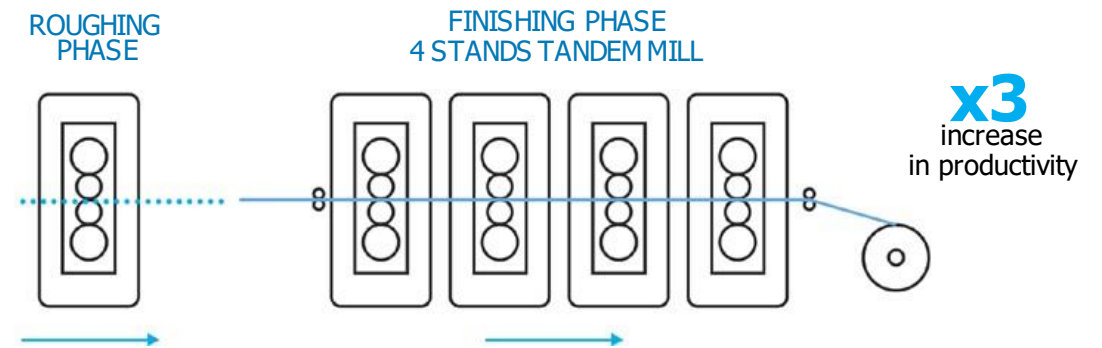 ROUGHING
PHASE
FINISHING PHASE
4 STANDS TANDEM MILL
x3
increase
in productivity